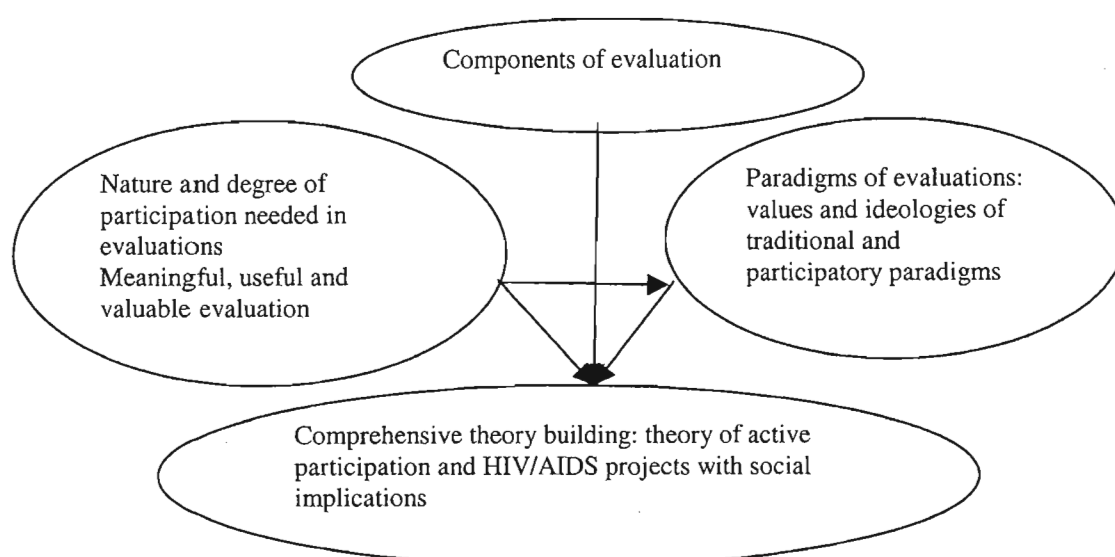 Components of evaluation
Nature and degree of
participation needed in
evaluations
Meaningful, useful and
valuable evaluation
Paradigms of evaluations:
values and ideologies of
traditional and
participatory paradigms
Comprehensive theory building: theory of active
participation and HIV/AIDS projects with social
implications